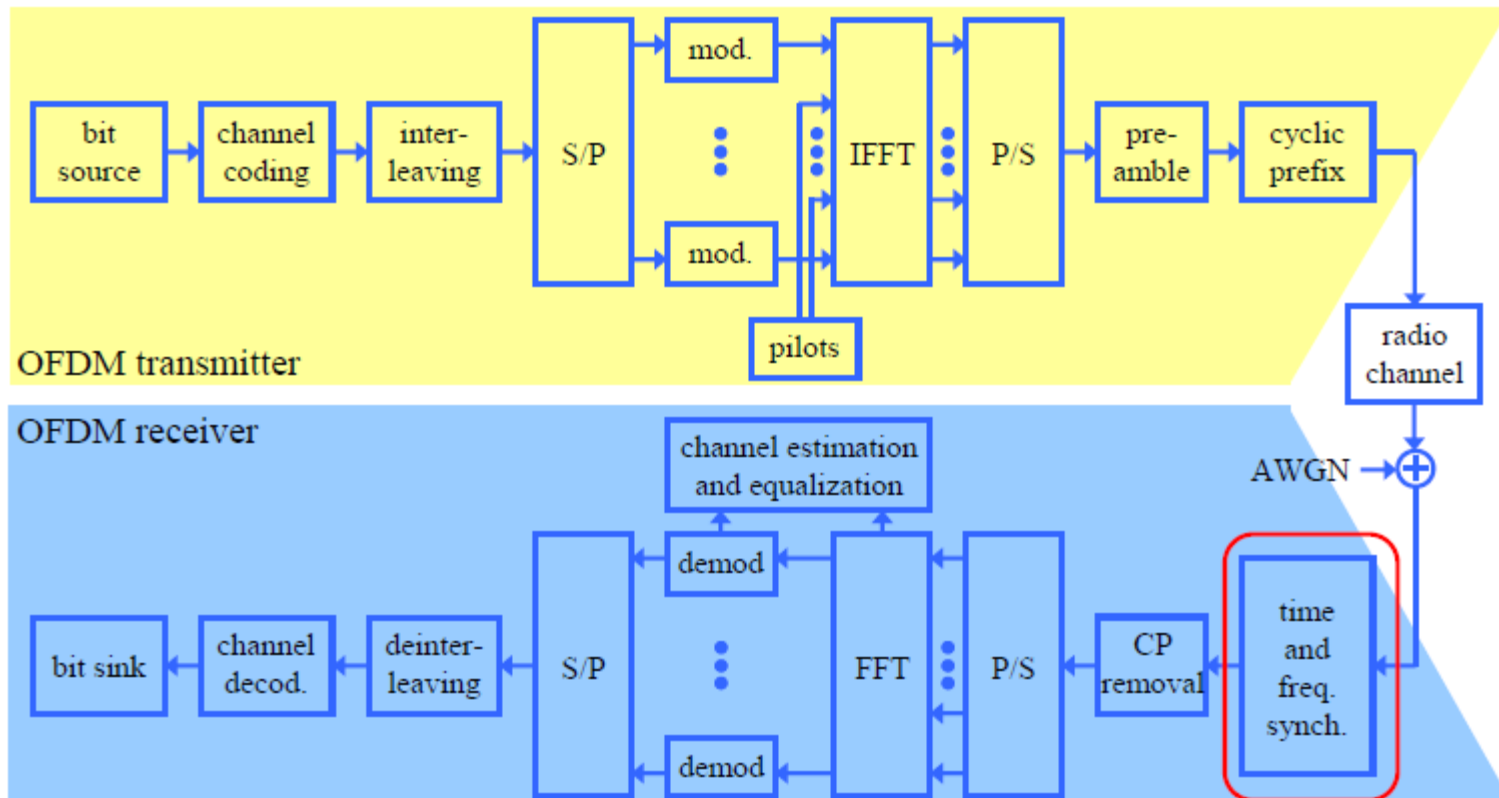 bit
source
channel
coding
inter-
leaving
S/P
mod.
mod.
pilots
IFFT
P/S
pre-
amble
cyclic
prefix
OFDM transmitter
radio
channel
AWGN
OFDM receiver
channel estimation
and equalization
bit sink
channel
decod.
deinter-
leaving
S/P
demod
demod
FFT
P/S
CP
removal
time
and
freq.
synch.